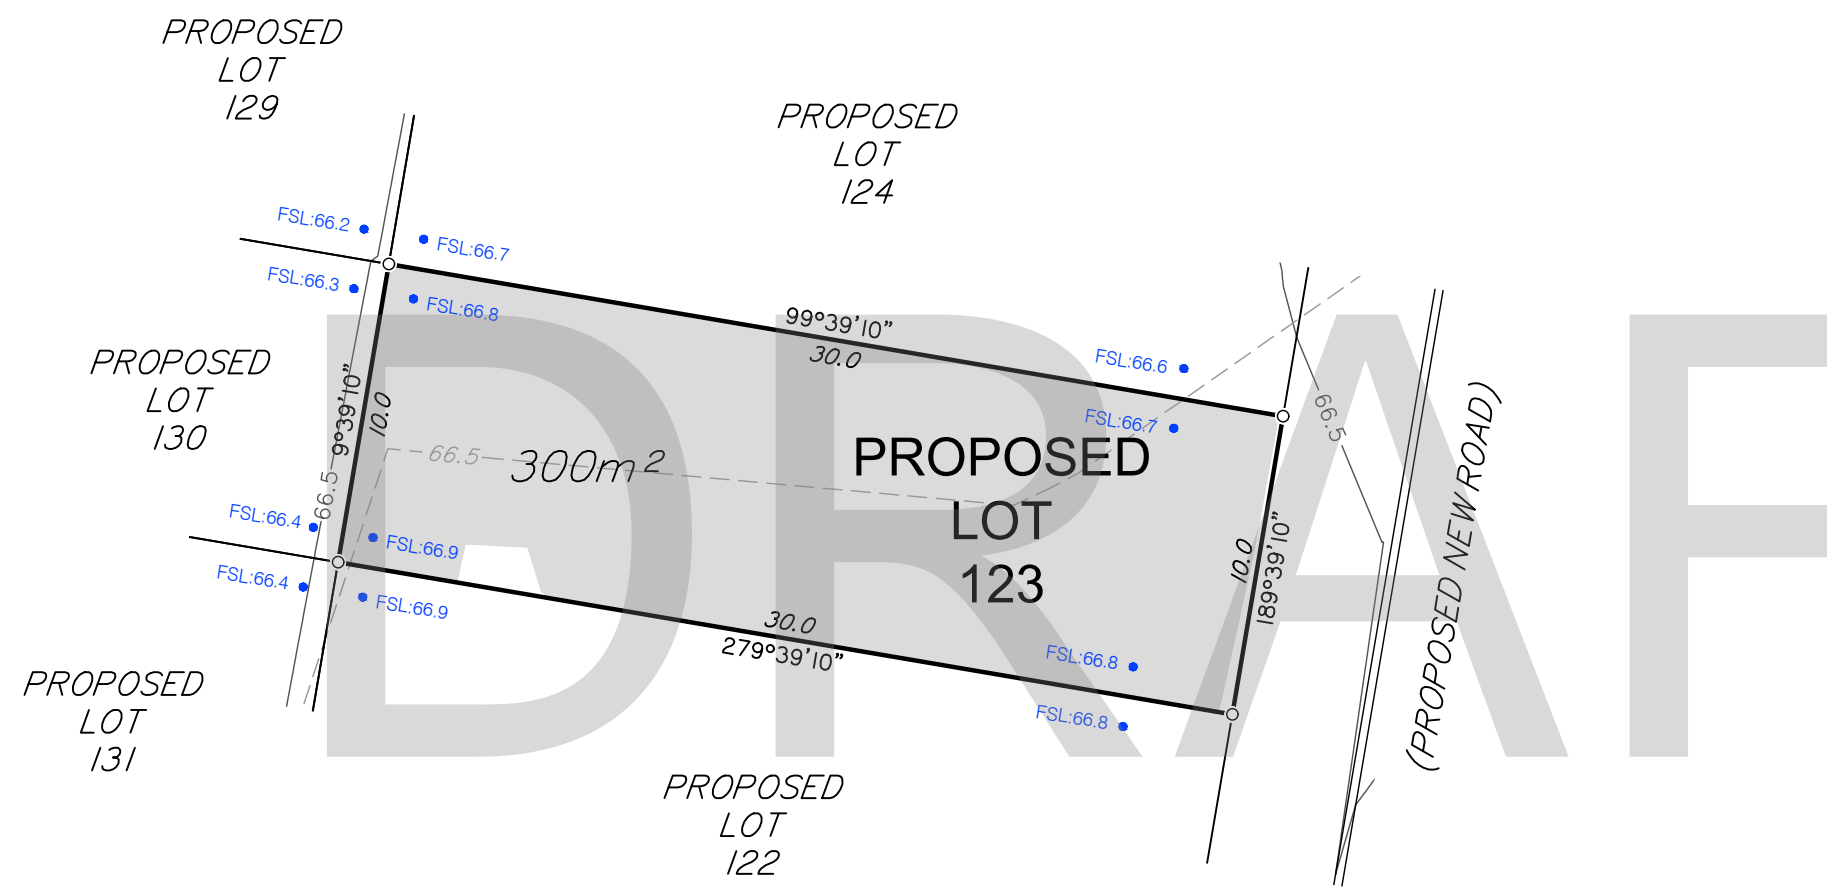 PROPOSED
LOT
129
PROPOSED
LOT
124
FSL:66.2
FSL:66.7
FSL:66.3
FSL:66.8
99°39'10"
30.0
FSL:66.6
FSL:66.7
PROPOSED
LOT
130
9°39'10"
10.0
66.5
66.5
300m²
PROPOSED
LOT
123
66.5
(PROPOSED NEW ROAD)
FSL:66.4
FSL:66.9
FSL:66.4
FSL:66.9
10.0
189°39'10"
30.0
279°39'10"
FSL:66.8
FSL:66.8
PROPOSED
LOT
131
PROPOSED
LOT
122
DRAF